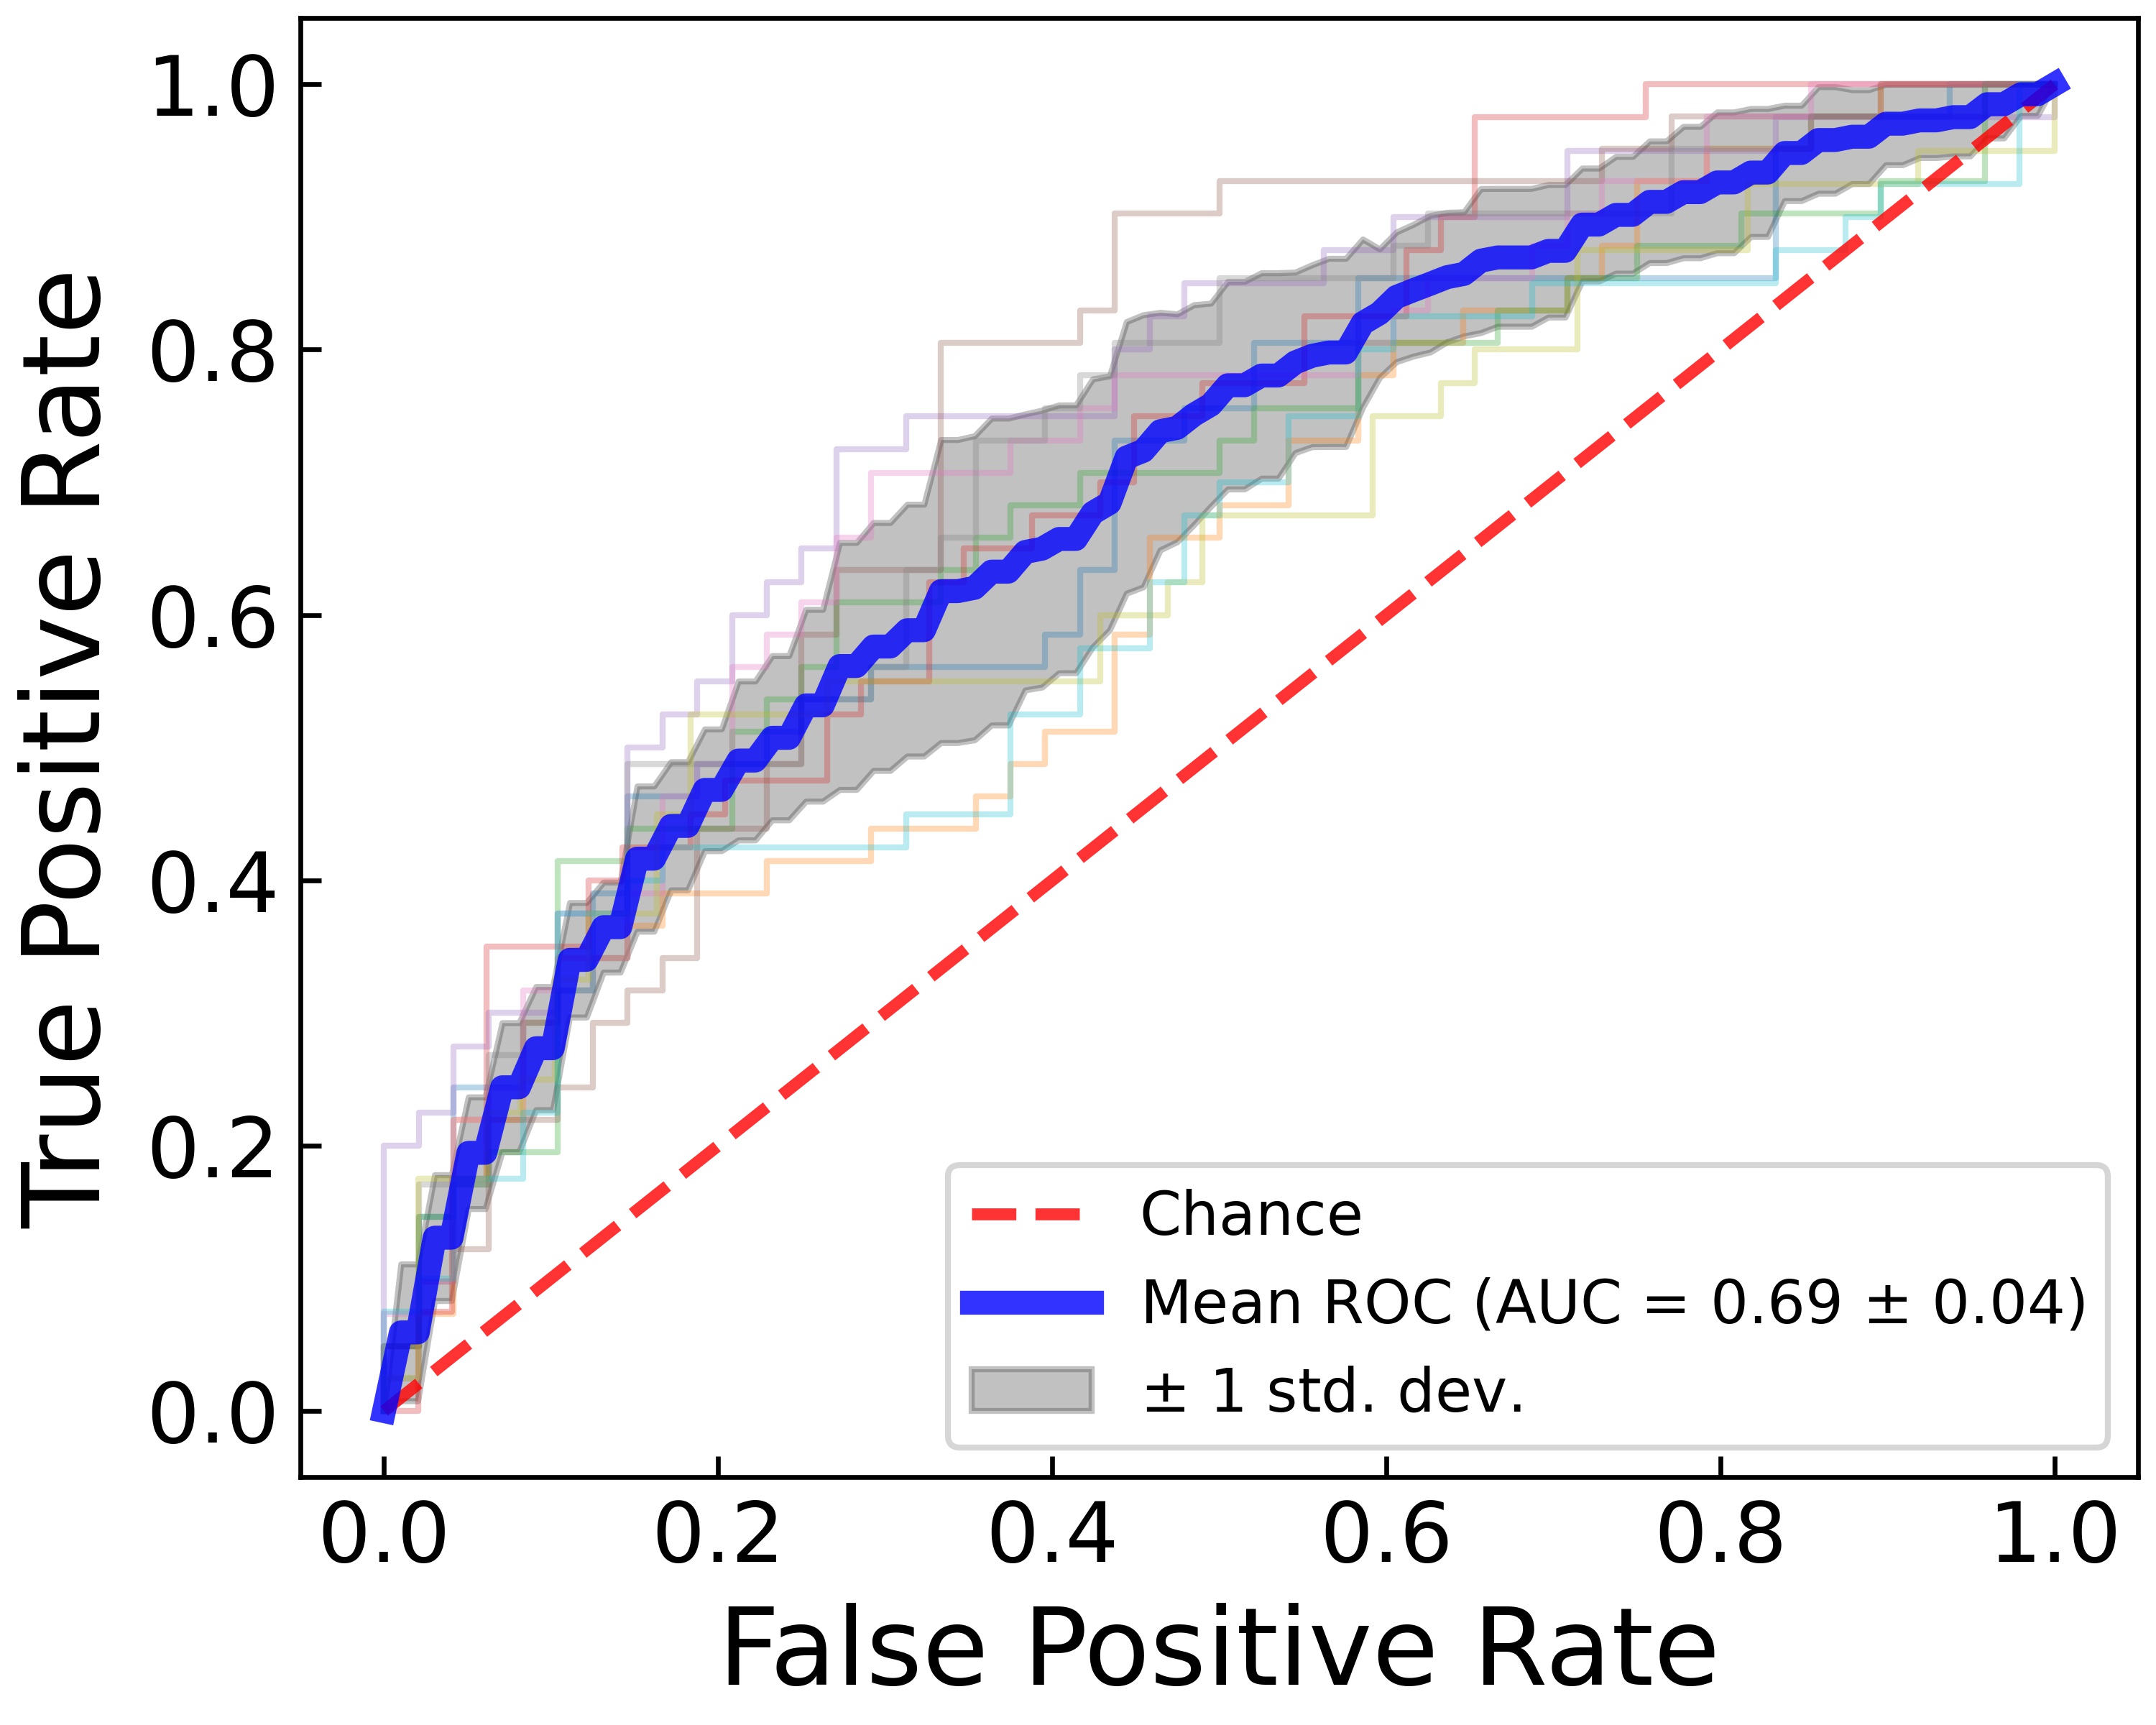 True Positive Rate
1.0
0.8
0.6
0.4
0.2
0.0
Chance
Mean ROC (AUC = 0.69 ± 0.04)
± 1 std. dev.
0.0 0.2 0.4 0.6 0.8 1.0
False Positive Rate